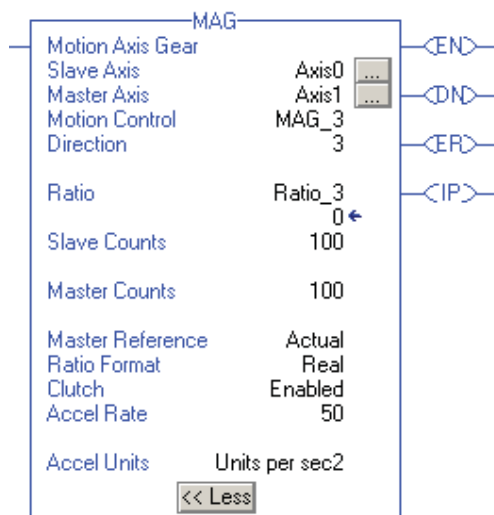 MAG
Motion Axis Gear EN
Slave Axis Axis0 ...
Master Axis Axis1 ... DN
Motion Control MAG_3
Direction 3 ER
Ratio Ratio_3 IP
0
Slave Counts 100
Master Counts 100
Master Reference Actual
Ratio Format Real
Clutch Enabled
Accel Rate 50
Accel Units Units per sec2
<< Less